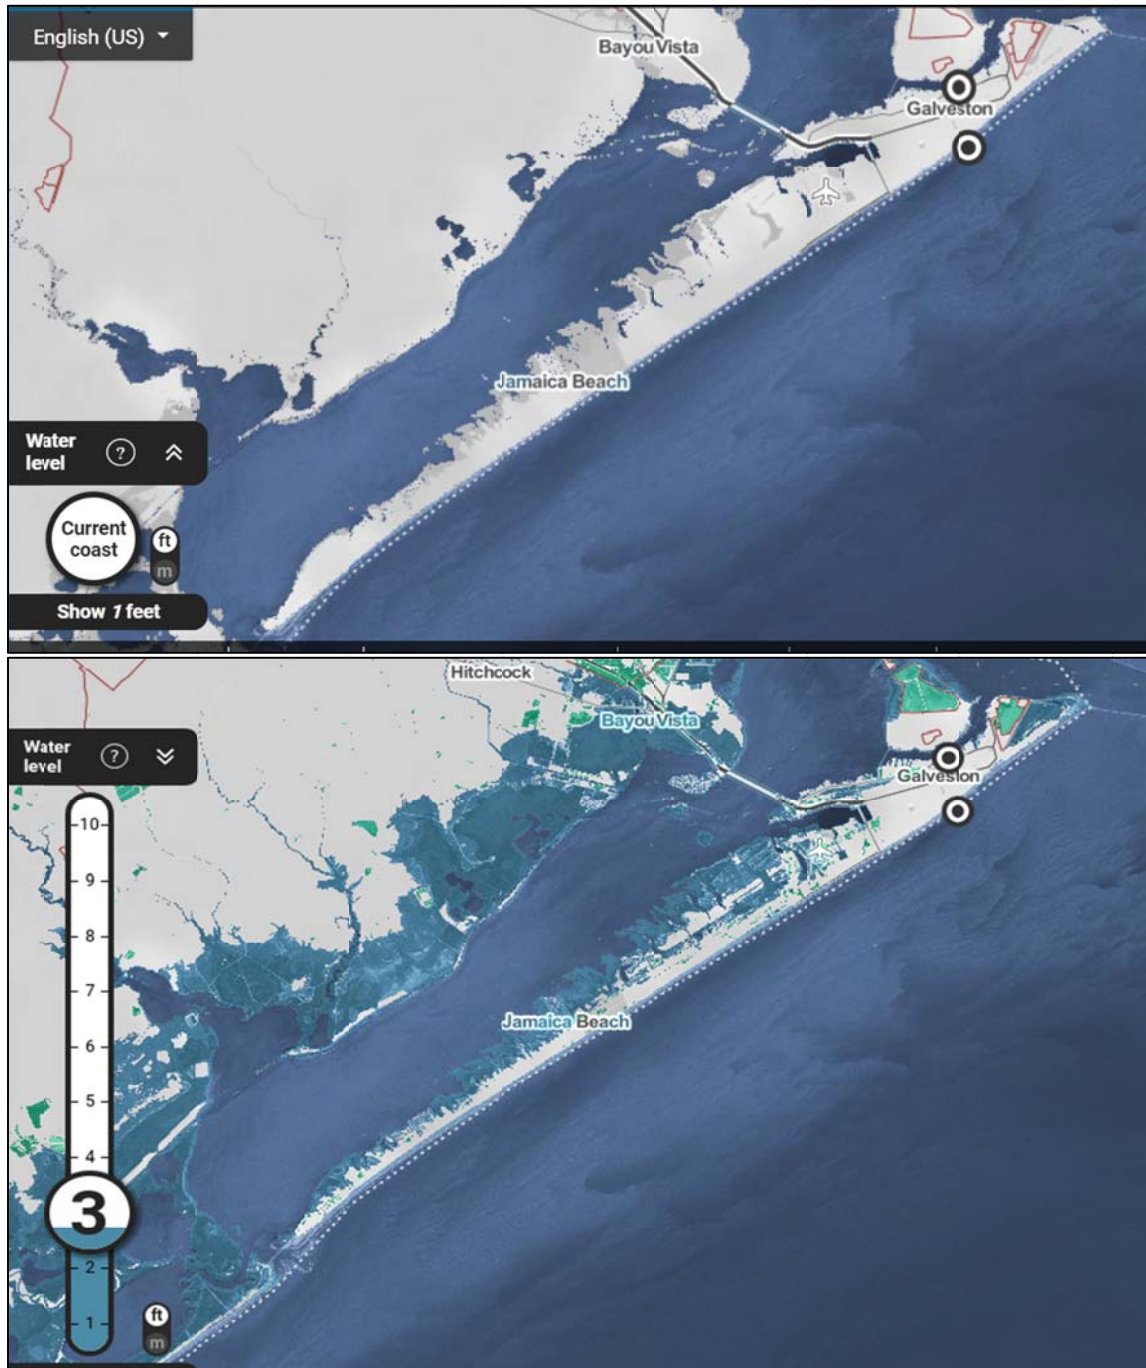 English (US)
Bayou Vista
Galveston
Jamaica Beach
Water
level
?
Current
coast
ft
m
Show 1 feet
Hitchcock
Bayou Vista
Water
level
?
Galveston
10
9
8
7
Jamaica Beach
6
5
4
3
2
1
ft
m